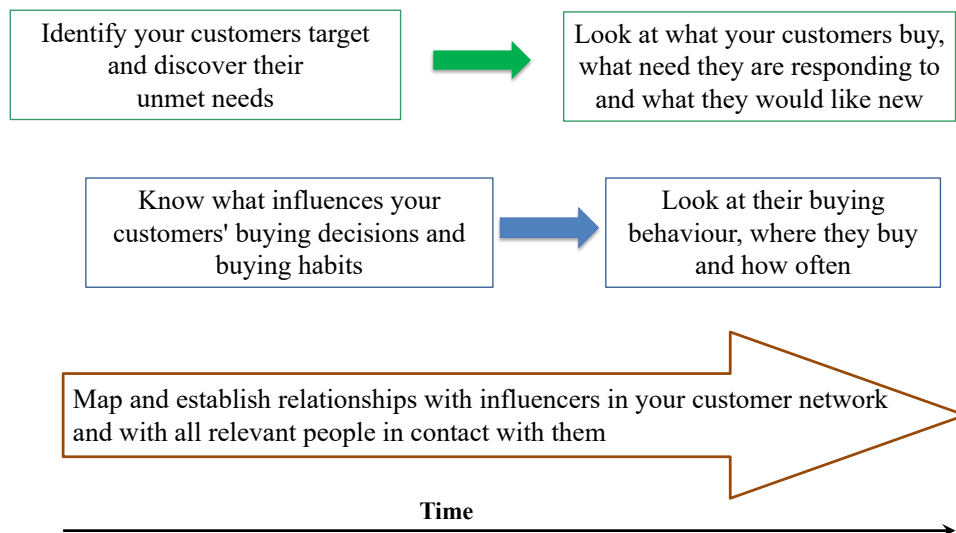 Identify your customers target
and discover their
unmet needs
Look at what your customers buy,
what need they are responding to
and what they would like new
Know what influences your
customers' buying decisions and
buying habits
Look at their buying
behaviour, where they buy
and how often
Map and establish relationships with influencers in your customer network
and with all relevant people in contact with them
Time